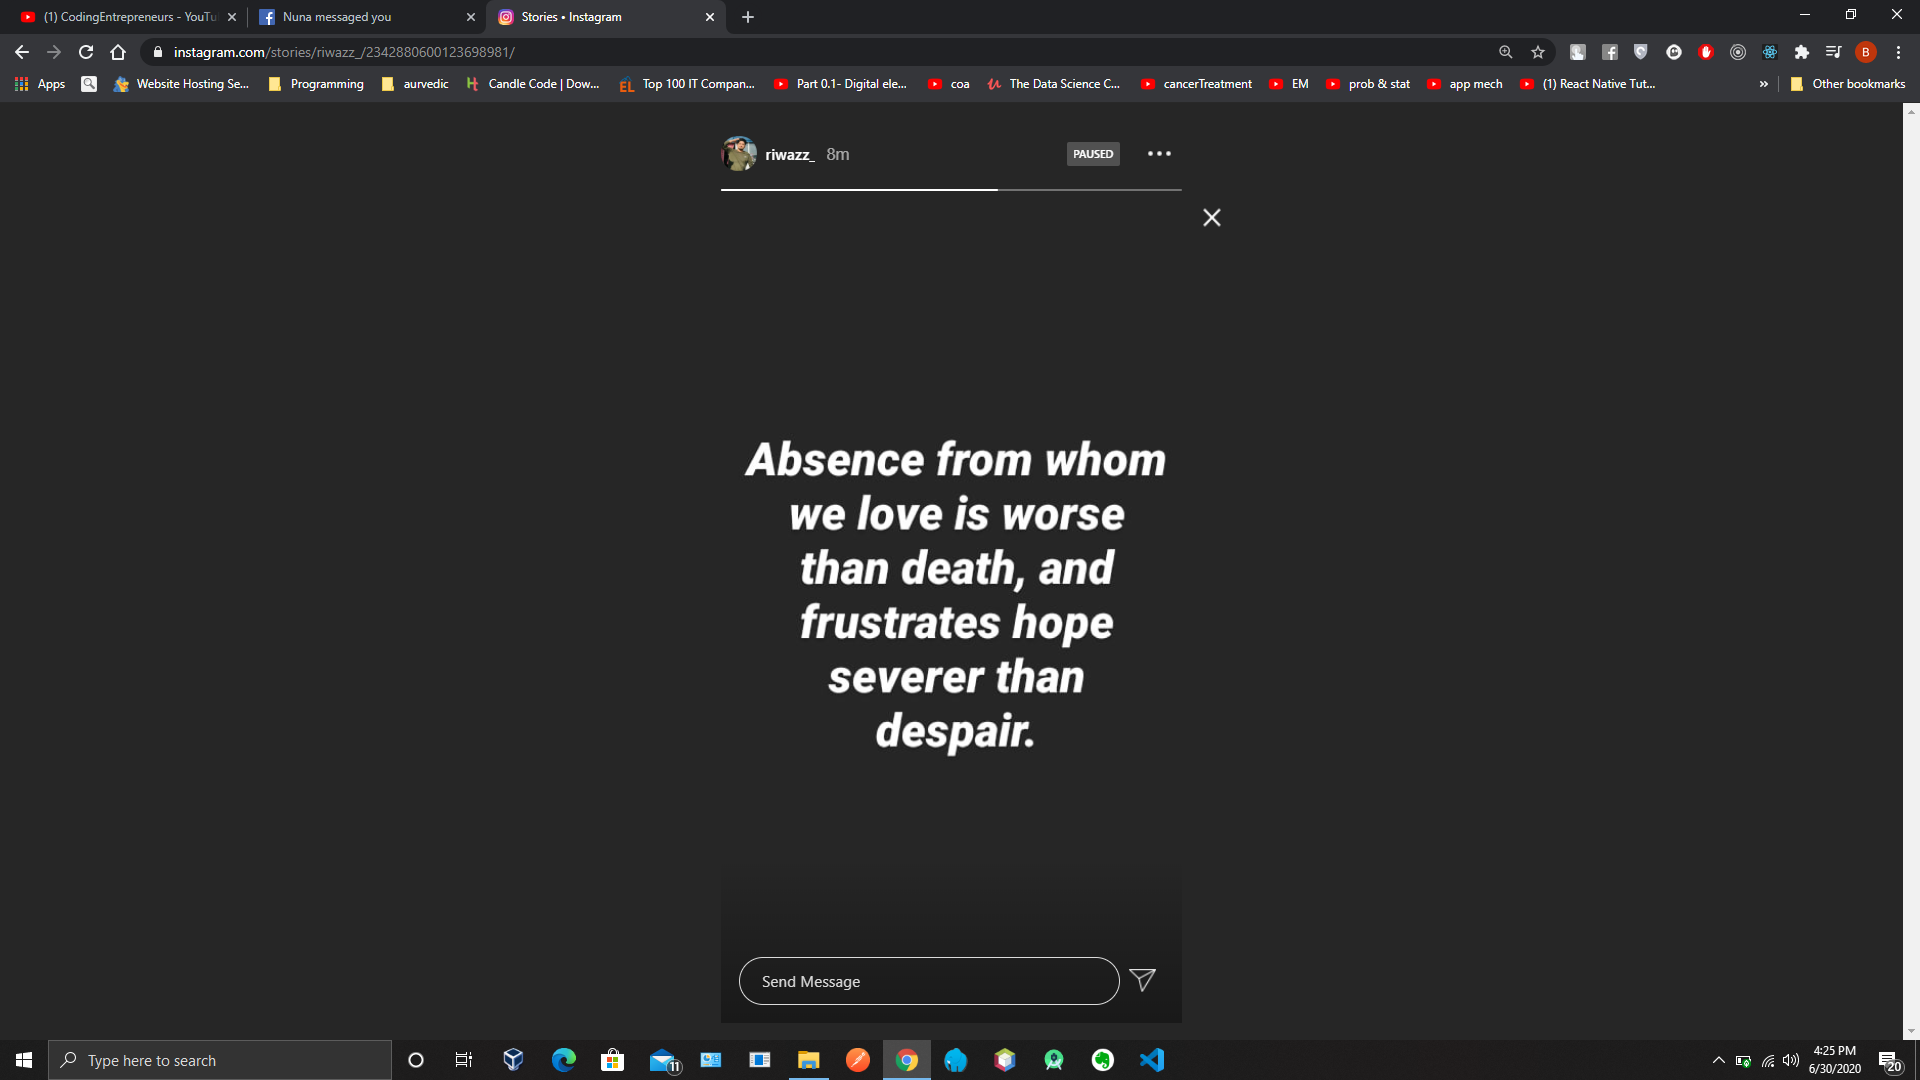 (1) CodingEntrepreneurs - YouTu
Nuna messaged you
Stories • Instagram
instagram.com/stories/riwazz_/2342880600123698981/
B
Apps
Website Hosting Se...
Programming
aurvedic
Candle Code | Dow...
Top 100 IT Compan...
Part 0.1- Digital ele...
coa
The Data Science C...
cancerTreatment
EM
prob & stat
app mech
(1) React Native Tut...
»
Other bookmarks
riwazz_ 8m
PAUSED
Absence from whom
we love is worse
than death, and
frustrates hope
severer than
despair.
Send Message
Type here to search
11
4:25 PM
6/30/2020
20